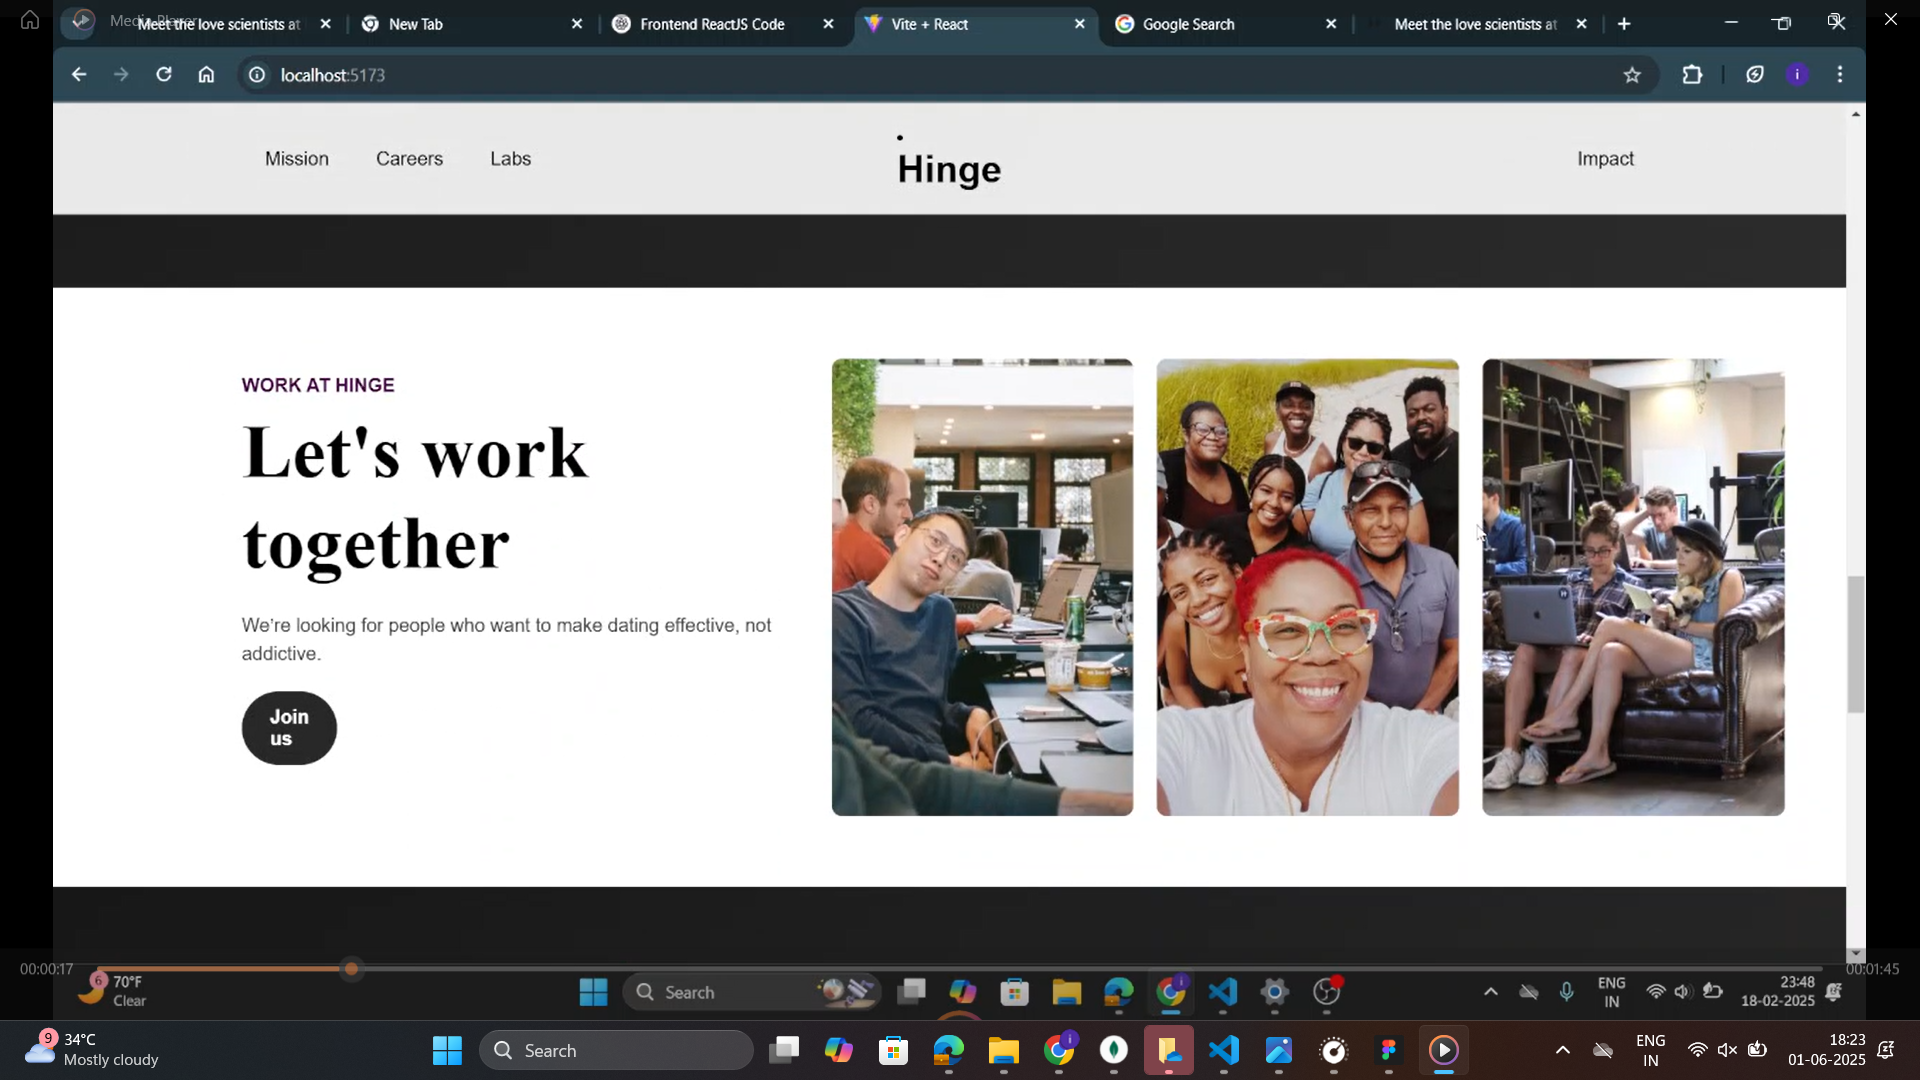 Media Player
Meet the love scientists at
New Tab
Frontend ReactJS Code
Vite + React
Google Search
Meet the love scientists at
localhost:5173
i
Mission
Careers
Labs
Hinge
Impact
WORK AT HINGE
Let's work
together
We’re looking for people who want to make dating effective, not
addictive.
Join
us
00:00:17
00:01:45
6
70°F
Clear
Search
ENG
IN
23:48
18-02-2025
9
34°C
Mostly cloudy
Search
ENG
IN
18:23
01-06-2025